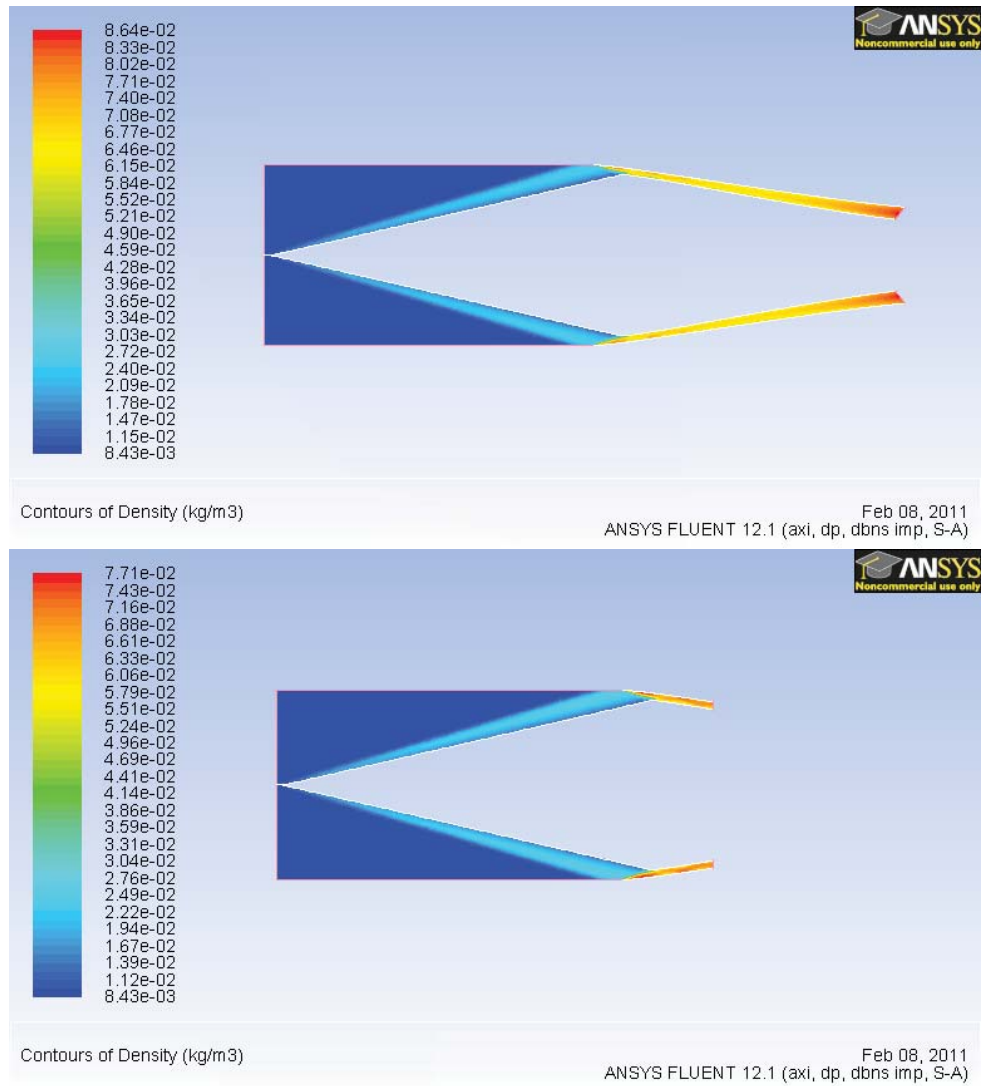 8.64e-02
8.33e-02
8.02e-02
7.71e-02
7.40e-02
7.08e-02
6.77e-02
6.46e-02
6.15e-02
5.84e-02
5.52e-02
5.21e-02
4.90e-02
4.59e-02
4.28e-02
3.96e-02
3.65e-02
3.34e-02
3.03e-02
2.72e-02
2.40e-02
2.09e-02
1.78e-02
1.47e-02
1.15e-02
8.43e-03
ANSYS
Noncommercial use only
Contours of Density (kg/m3)
Feb 08, 2011
ANSYS FLUENT 12.1 (axi, dp, dbns imp, S-A)
7.71e-02
7.43e-02
7.16e-02
6.88e-02
6.61e-02
6.33e-02
6.06e-02
5.79e-02
5.51e-02
5.24e-02
4.96e-02
4.69e-02
4.41e-02
4.14e-02
3.86e-02
3.59e-02
3.31e-02
3.04e-02
2.76e-02
2.49e-02
2.22e-02
1.94e-02
1.67e-02
1.39e-02
1.12e-02
8.43e-03
ANSYS
Noncommercial use only
Contours of Density (kg/m3)
Feb 08, 2011
ANSYS FLUENT 12.1 (axi, dp, dbns imp, S-A)